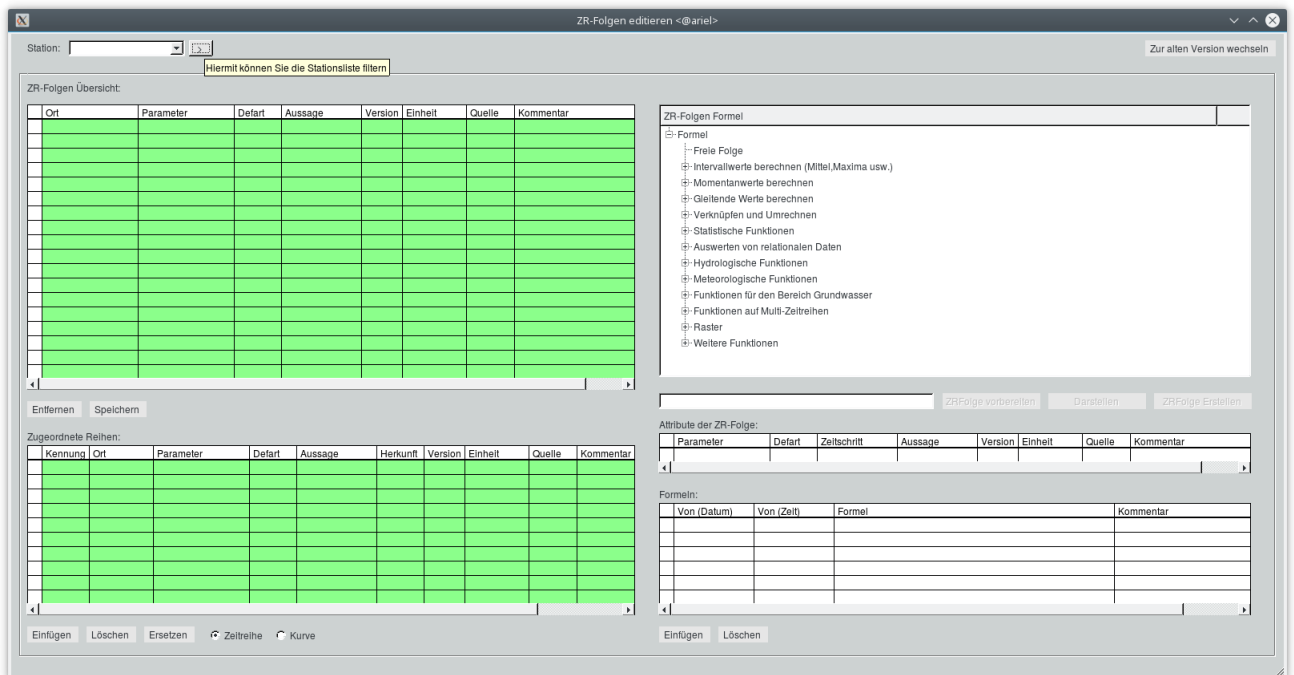 ZR-Folgen editieren <@ariel>
Station:
Zur alten Version wechseln
Hiermit können Sie die Stationsliste filtern
ZR-Folgen Übersicht:
Ort Parameter Defart Aussage Version Einheit Quelle Kommentar
Entfernen Speichern
Zugeordnete Reihen:
Kennung Ort Parameter Defart Aussage Herkunft Version Einheit Quelle Kommentar
Einfügen Löschen Ersetzen Zeitreihe Kurve
ZR-Folgen Formel
Formel
Freie Folge
Intervallwerte berechnen (Mittel,Maxima usw.)
Momentanwerte berechnen
Gleitende Werte berechnen
Verknüpfen und Umrechnen
Statistische Funktionen
Auswerten von relationalen Daten
Hydrologische Funktionen
Meteorologische Funktionen
Funktionen für den Bereich Grundwasser
Funktionen auf Multi-Zeitreihen
Raster
Weitere Funktionen
ZRFolge vorbereiten Darstellen ZRFolge Erstellen
Attribute der ZR-Folge:
Parameter Defart Zeitschritt Aussage Version Einheit Quelle Kommentar
Formeln:
Von (Datum) Von (Zeit) Formel Kommentar
Einfügen Löschen